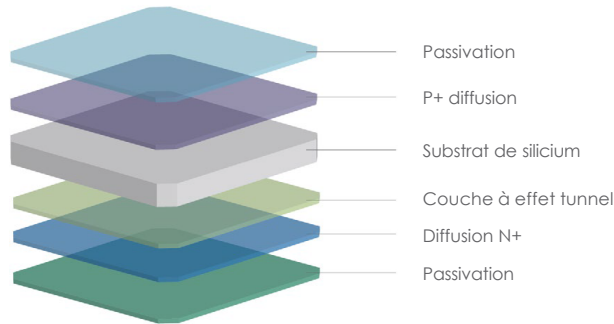 Passivation
P+ diffusion
Substrat de silicium
Couche à effet tunnel
Diffusion N+
Passivation